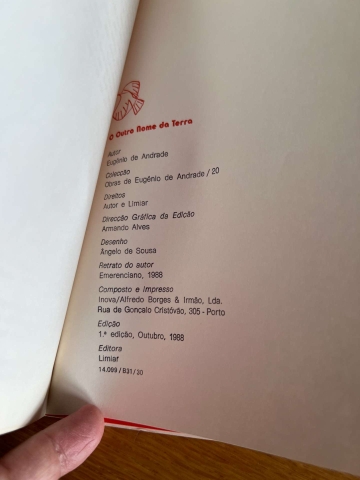 O Outro Nome da Terra
Autor
Eugênio de Andrade
Colecção
Obras de Eugênio de Andrade / 20
Direitos
Autor e Limiar
Direcção Gráfica da Edição
Armando Alves
Desenho
Ângelo de Sousa
Retrato do autor
Emerenciano, 1988
Composto e Impresso
Inova/Alfredo Borges & Irmão, Lda.
Rua de Gonçalo Cristóvão, 305 - Porto
Edição
1.ª edição, Outubro, 1988
Editora
Limiar
14.099 / B31 / 20